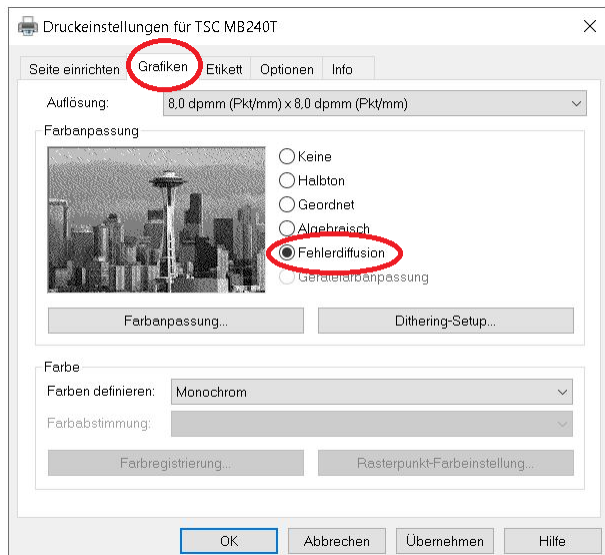 Druckeinstellungen für TSC MB240T
Seite einrichten Grafiken Etikett Optionen Info
Auflösung: 8,0 dpmm (Pkt/mm) x 8,0 dpmm (Pkt/mm)
Farbanpassung
Keine
Halbton
Geordnet
Algebraisch
Fehlerdiffusion
Gerätefarbanpassung
Farbanpassung... Dithering-Setup...
Farbe
Farben definieren: Monochrom
Farbabstimmung:
Farbregistrierung... Rasterpunkt-Farbeinstellung...
OK Abbrechen Übernehmen Hilfe